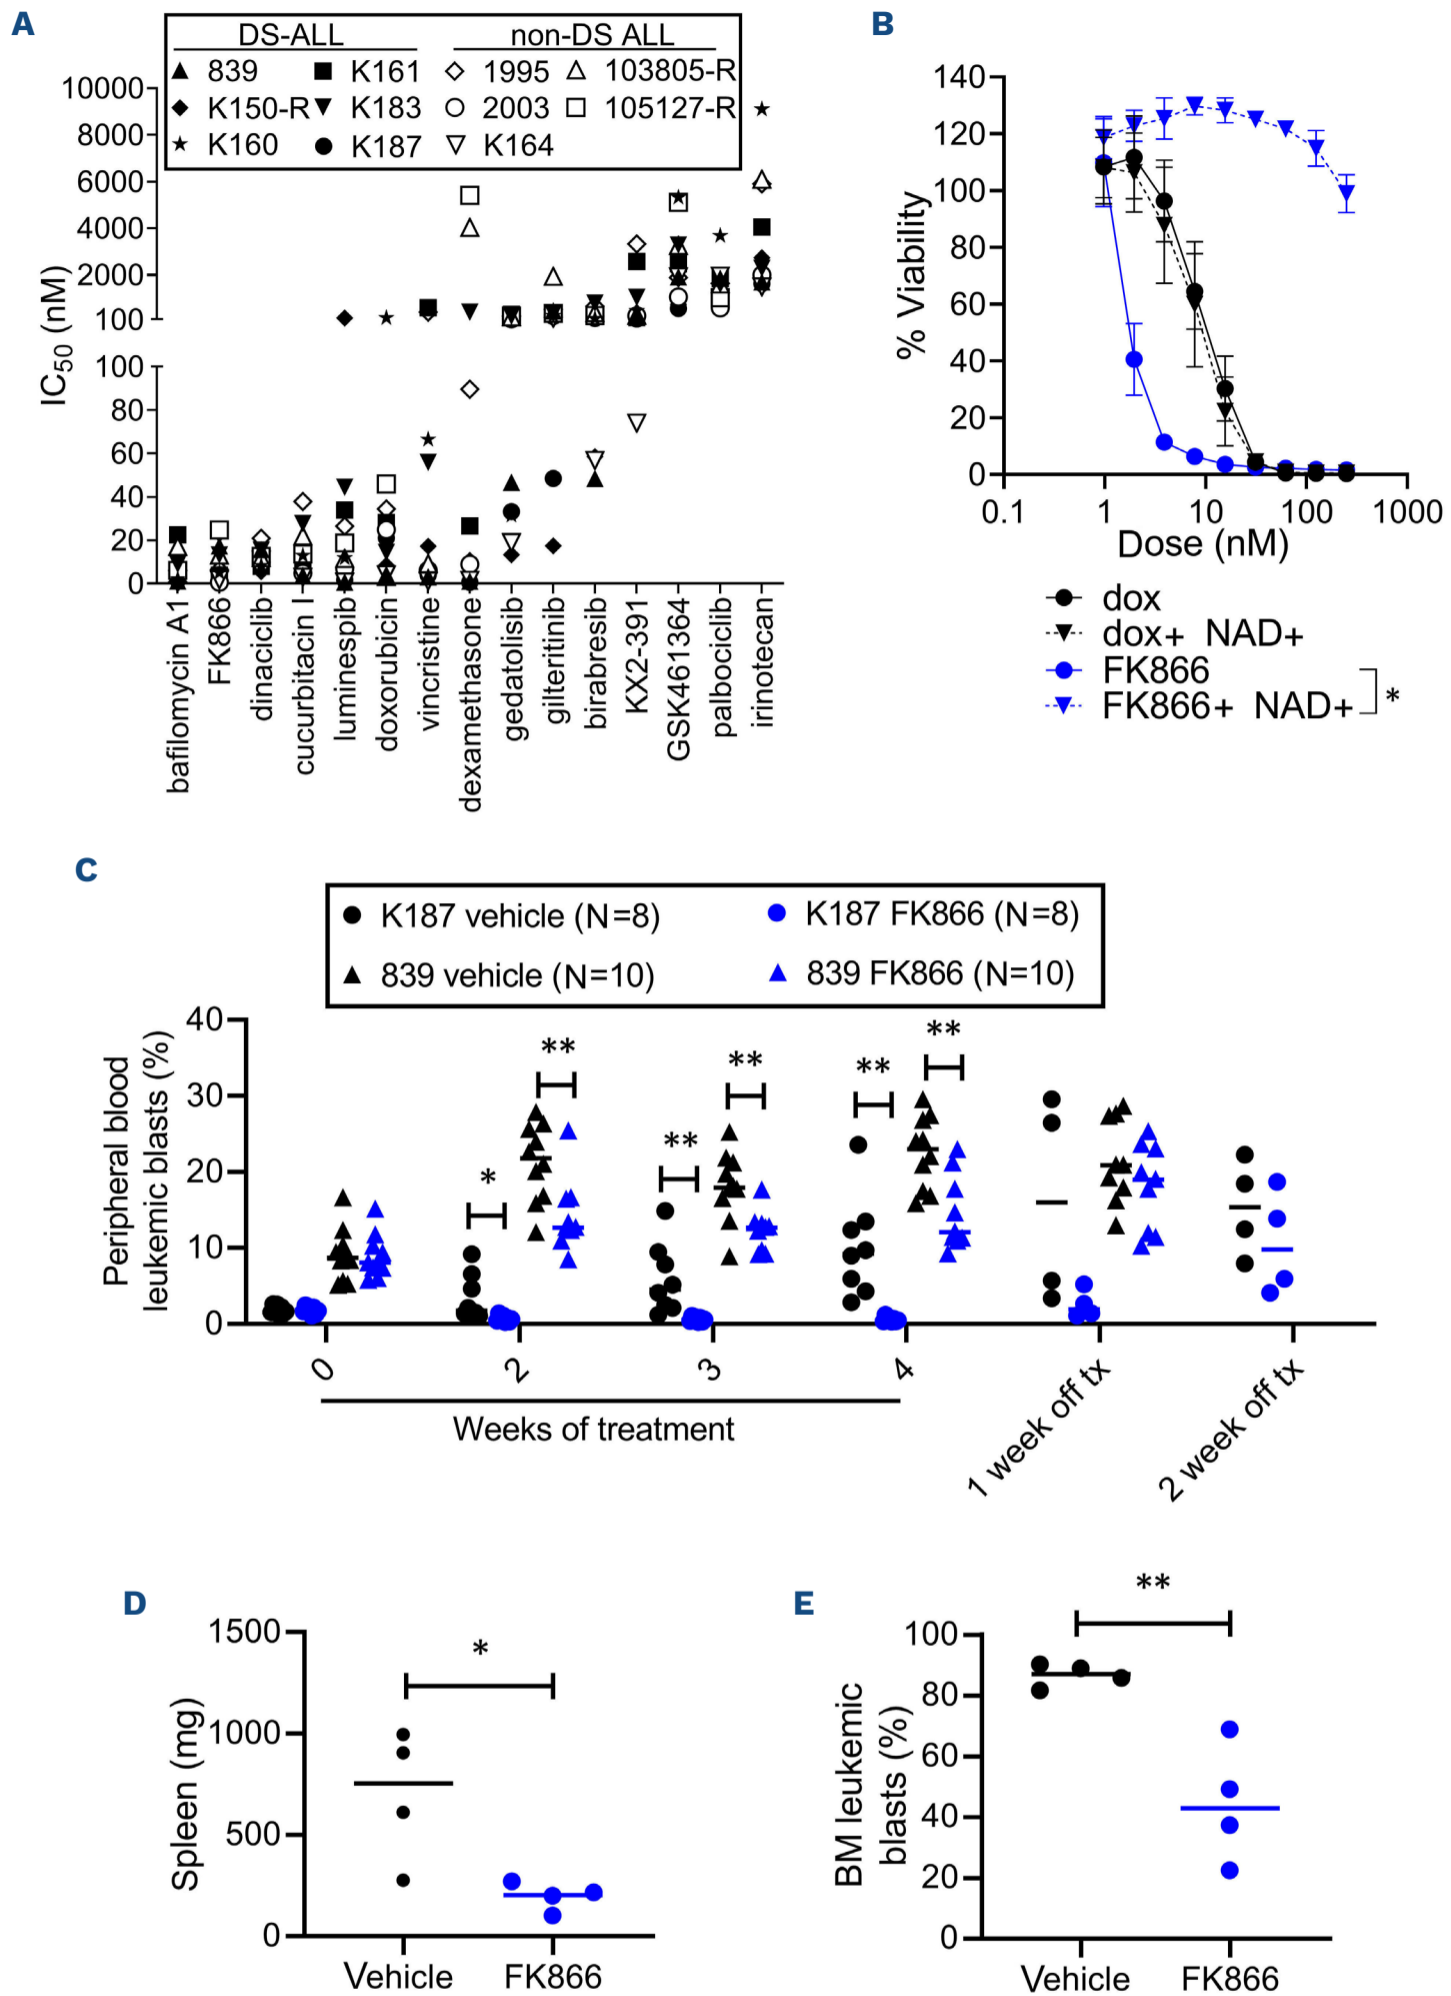 A
DS-ALL non-DS ALL
839 K161 1995 103805-R
K150-R K183 2003 105127-R
K160 K187 K164
IC50 (nM)
10000
8000
6000
4000
2000
100
100
80
60
40
20
0
bafilomycin A1
FK866
dinaciclib
cucurbitacin I
luminespib
doxorubicin
vincristine
dexamethasone
gedatolisib
gilteritinib
birabresib
KX2-391
GSK461364
palbociclib
irinotecan
B
% Viability
140
120
100
80
60
40
20
0
0.1 1 10 100 1000
Dose (nM)
dox
dox+ NAD+
FK866
FK866+ NAD+
*
C
K187 vehicle (N=8) K187 FK866 (N=8)
839 vehicle (N=10) 839 FK866 (N=10)
Peripheral blood
leukemic blasts (%)
40
30
20
10
0
* ** ** ** ** **
0 2 3 4 1 week off tx 2 week off tx
Weeks of treatment
D
Spleen (mg)
1500
1000
500
0
*
Vehicle FK866
E
BM leukemic
blasts (%)
100
80
60
40
20
0
**
Vehicle FK866